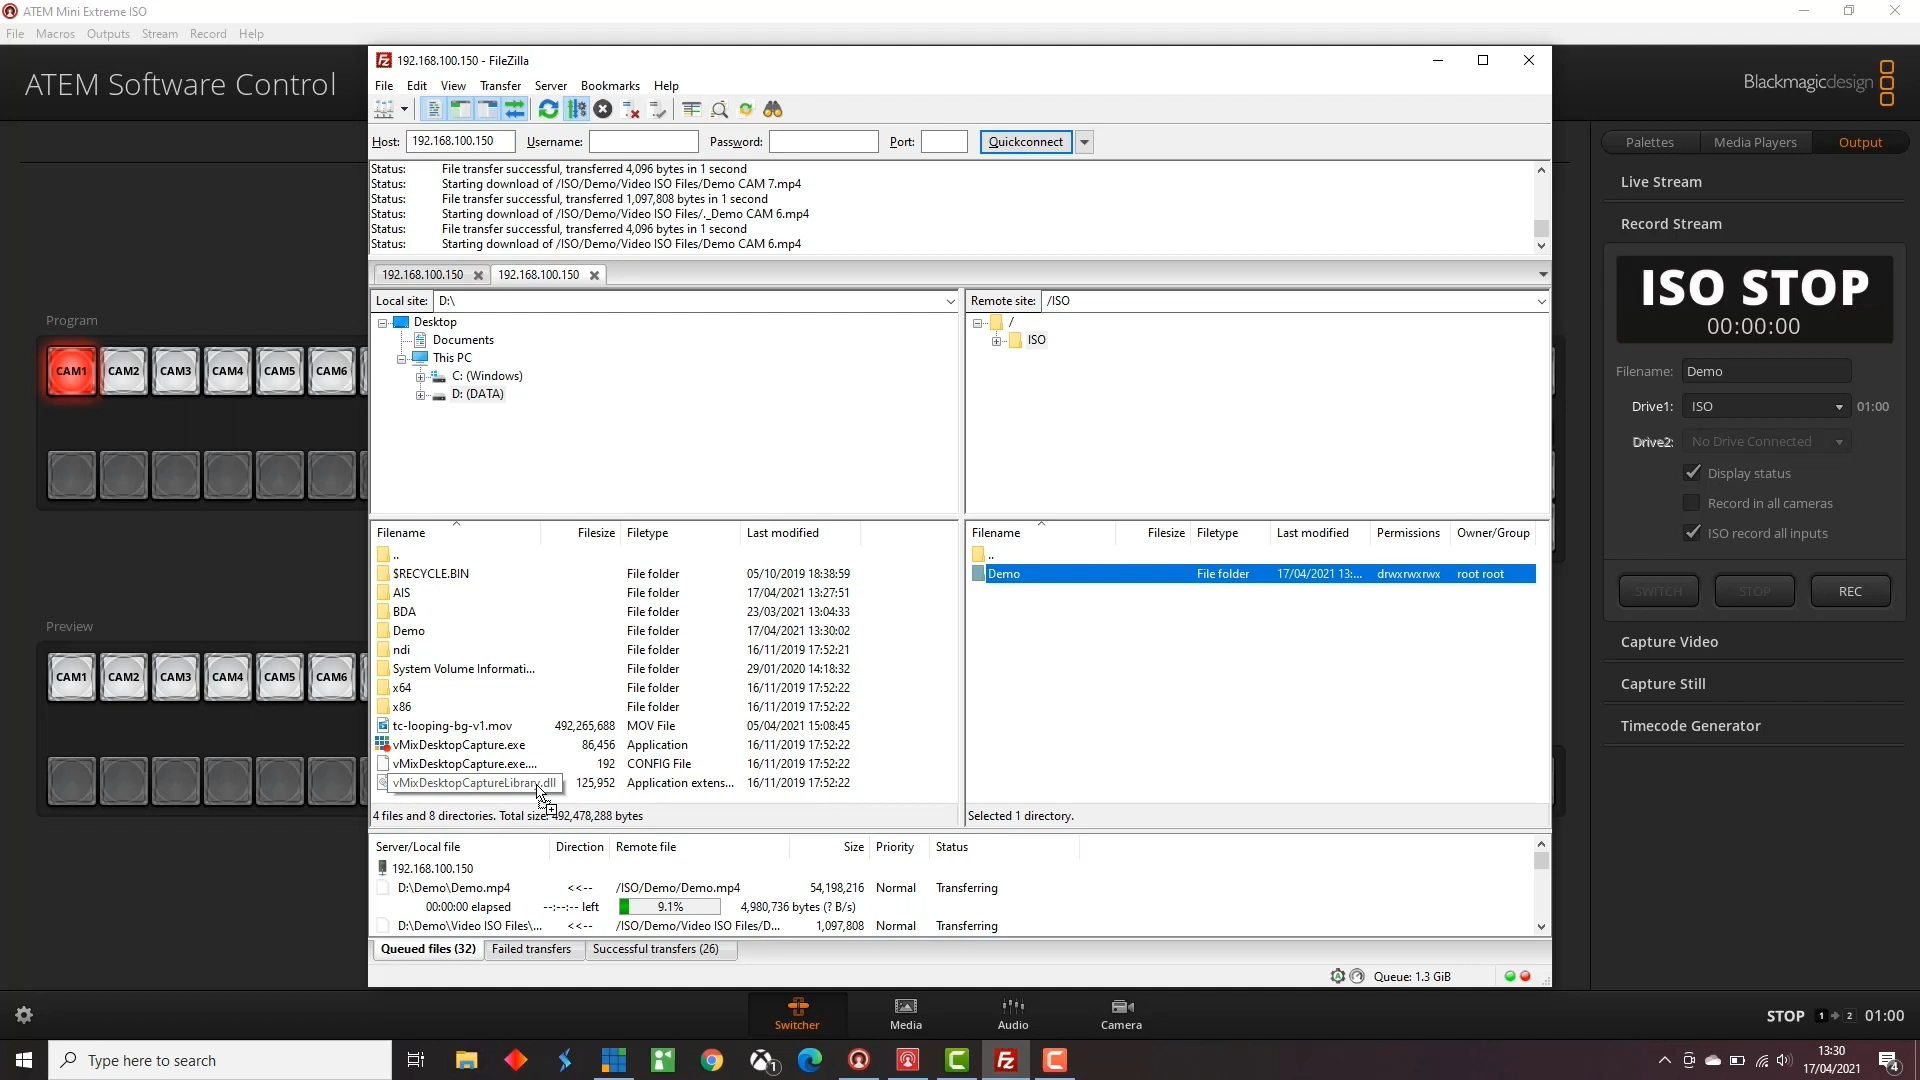 ATEM Mini Extreme ISO
File Macros Outputs Stream Record Help
ATEM Software Control
Blackmagicdesign
192.168.100.150 - FileZilla
File Edit View Transfer Server Bookmarks Help
Host: 192.168.100.150 Username: Password: Port: Quickconnect
Status: File transfer successful, transferred 4,096 bytes in 1 second
Status: Starting download of /ISO/Demo/Video ISO Files/Demo CAM 7.mp4
Status: File transfer successful, transferred 1,097,808 bytes in 1 second
Status: Starting download of /ISO/Demo/Video ISO Files/._Demo CAM 6.mp4
Status: File transfer successful, transferred 4,096 bytes in 1 second
Status: Starting download of /ISO/Demo/Video ISO Files/Demo CAM 6.mp4
192.168.100.150 192.168.100.150
Local site: D:\
Desktop
Documents
This PC
C: (Windows)
D: (DATA)
Remote site: /ISO
/
ISO
Filename Filesize Filetype Last modified
..
$RECYCLE.BIN File folder 05/10/2019 18:38:59
AIS File folder 17/04/2021 13:27:51
BDA File folder 23/03/2021 13:04:33
Demo File folder 17/04/2021 13:30:02
ndi File folder 16/11/2019 17:52:21
System Volume Informati... File folder 29/01/2020 14:18:32
x64 File folder 16/11/2019 17:52:22
x86 File folder 16/11/2019 17:52:22
tc-looping-bg-v1.mov 492,265,688 MOV File 05/04/2021 15:08:45
vMixDesktopCapture.exe 86,456 Application 16/11/2019 17:52:22
vMixDesktopCapture.exe.... 192 CONFIG File 16/11/2019 17:52:22
vMixDesktopCaptureLibrary.dll 125,952 Application extens... 16/11/2019 17:52:22
4 files and 8 directories. Total size: 492,478,288 bytes
Filename Filesize Filetype Last modified Permissions Owner/Group
..
Demo File folder 17/04/2021 13:... drwxrwxrwx root root
Selected 1 directory.
Server/Local file Direction Remote file Size Priority Status
192.168.100.150
D:\Demo\Demo.mp4 <<-- /ISO/Demo/Demo.mp4 54,198,216 Normal Transferring
00:00:00 elapsed --:--:-- left 9.1% 4,980,736 bytes (? B/s)
D:\Demo\Video ISO Files\... <<-- /ISO/Demo/Video ISO Files/D... 1,097,808 Normal Transferring
Queued files (32) Failed transfers Successful transfers (26)
Queue: 1.3 GiB
Program
CAM1 CAM2 CAM3 CAM4 CAM5 CAM6
Preview
CAM1 CAM2 CAM3 CAM4 CAM5 CAM6
Palettes Media Players Output
Live Stream
Record Stream
ISO STOP
00:00:00
Filename: Demo
Drive1: ISO 01:00
Drive2: No Drive Connected
Display status
Record in all cameras
ISO record all inputs
SWITCH STOP REC
Capture Video
Capture Still
Timecode Generator
Switcher Media Audio Camera
STOP 1 2 01:00
Type here to search
1
13:30
17/04/2021
4